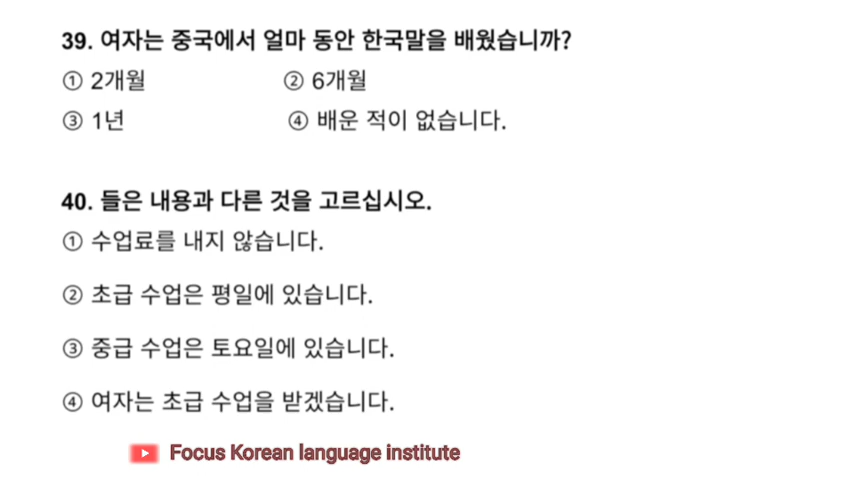 39. 여자는 중국에서 얼마 동안 한국말을 배웠습니까?
① 2개월 ② 6개월
③ 1년 ④ 배운 적이 없습니다.
40. 들은 내용과 다른 것을 고르십시오.
① 수업료를 내지 않습니다.
② 초급 수업은 평일에 있습니다.
③ 중급 수업은 토요일에 있습니다.
④ 여자는 초급 수업을 받겠습니다.
Focus Korean language institute